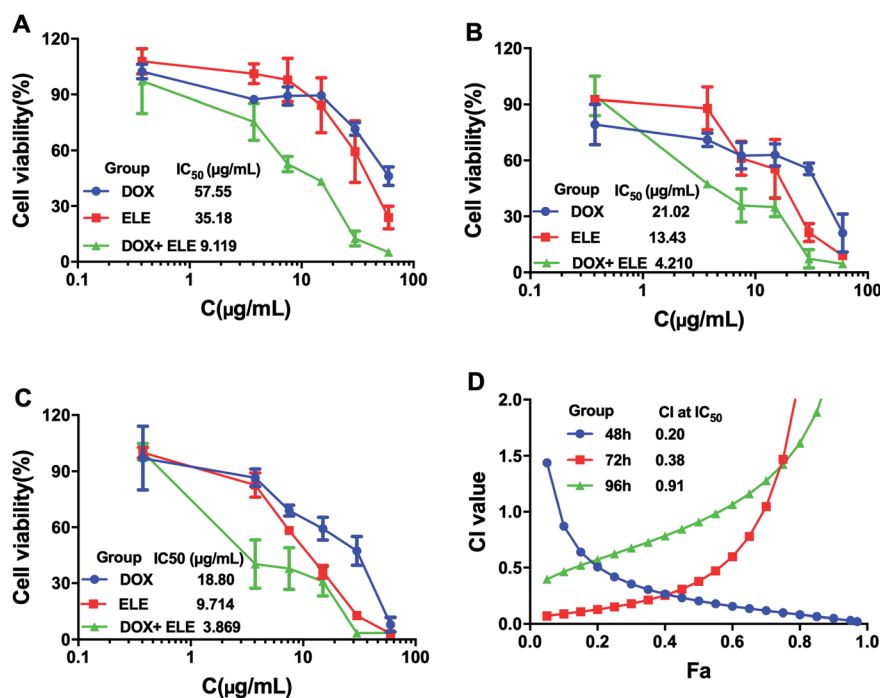 A
Cell viability(%)
120
90
60
30
0
Group IC50 (µg/mL)
DOX 57.55
ELE 35.18
DOX+ ELE 9.119
0.1 1 10 100
C(µg/mL)
B
Cell viability(%)
120
90
60
30
0
Group IC50 (µg/mL)
DOX 21.02
ELE 13.43
DOX+ ELE 4.210
0.1 1 10 100
C(µg/mL)
C
Cell viability(%)
120
90
60
30
0
Group IC50 (µg/mL)
DOX 18.80
ELE 9.714
DOX+ ELE 3.869
0.1 1 10 100
C(µg/mL)
D
CI value
2.0
1.5
1.0
0.5
0.0
Group CI at IC50
48h 0.20
72h 0.38
96h 0.91
0.0 0.2 0.4 0.6 0.8 1.0
Fa